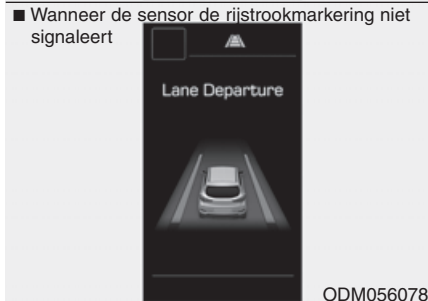 ■ Wanneer de sensor de rijstrookmarkering niet
signaleert
Lane Departure
ODM056078